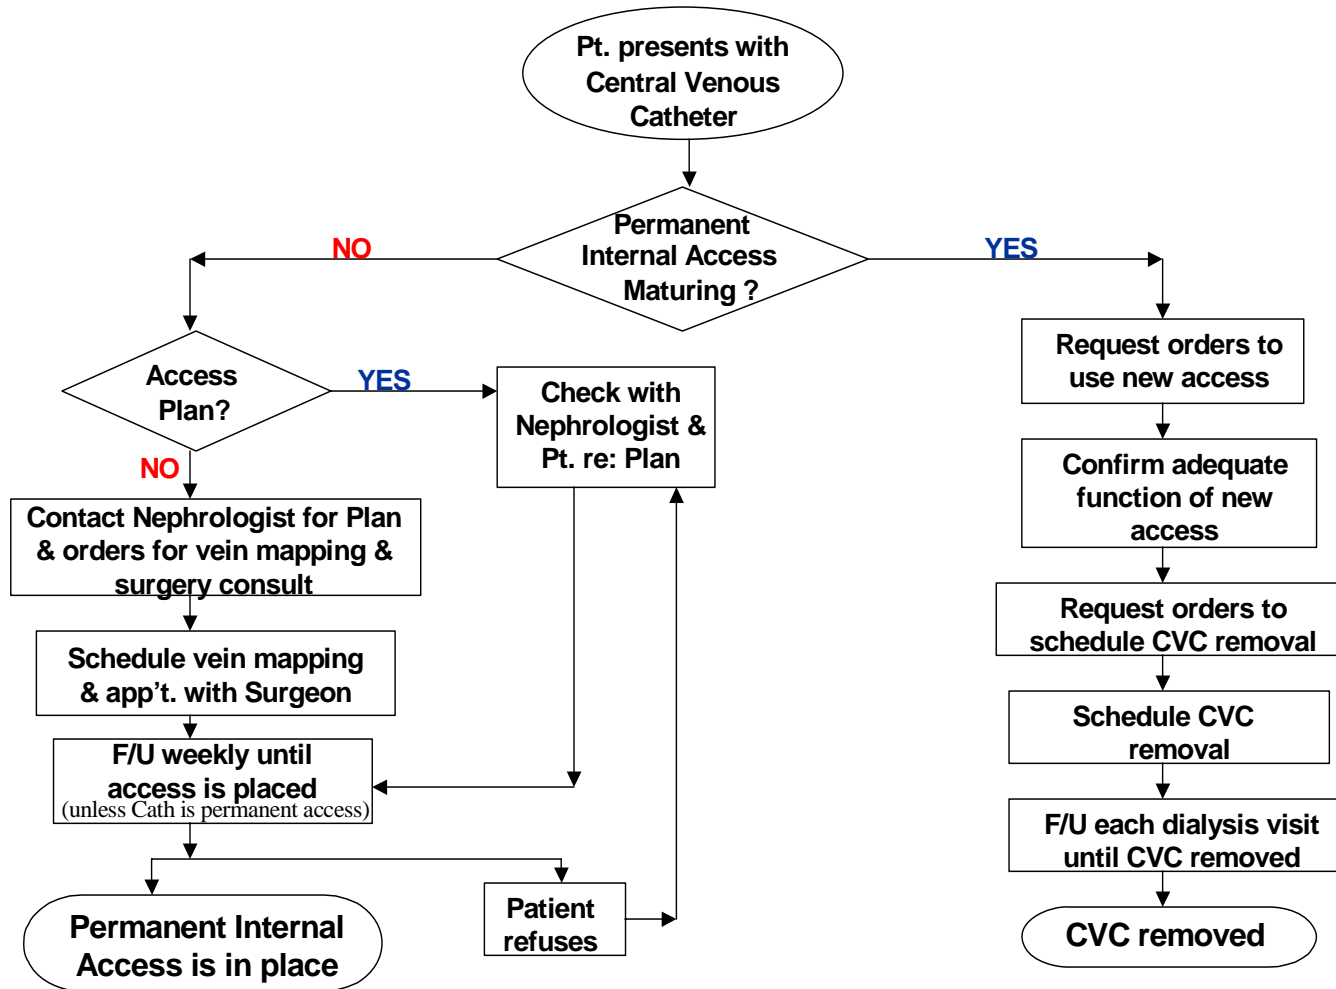 Pt. presents with
Central Venous
Catheter
Permanent
Internal Access
Maturing ?
NO
YES
Access
Plan?
YES
NO
Check with
Nephrologist &
Pt. re: Plan
Contact Nephrologist for Plan
& orders for vein mapping &
surgery consult
Schedule vein mapping
& app't. with Surgeon
F/U weekly until
access is placed
(unless Cath is permanent access)
Permanent Internal
Access is in place
Patient
refuses
Request orders to
use new access
Confirm adequate
function of new
access
Request orders to
schedule CVC removal
Schedule CVC
removal
F/U each dialysis visit
until CVC removed
CVC removed